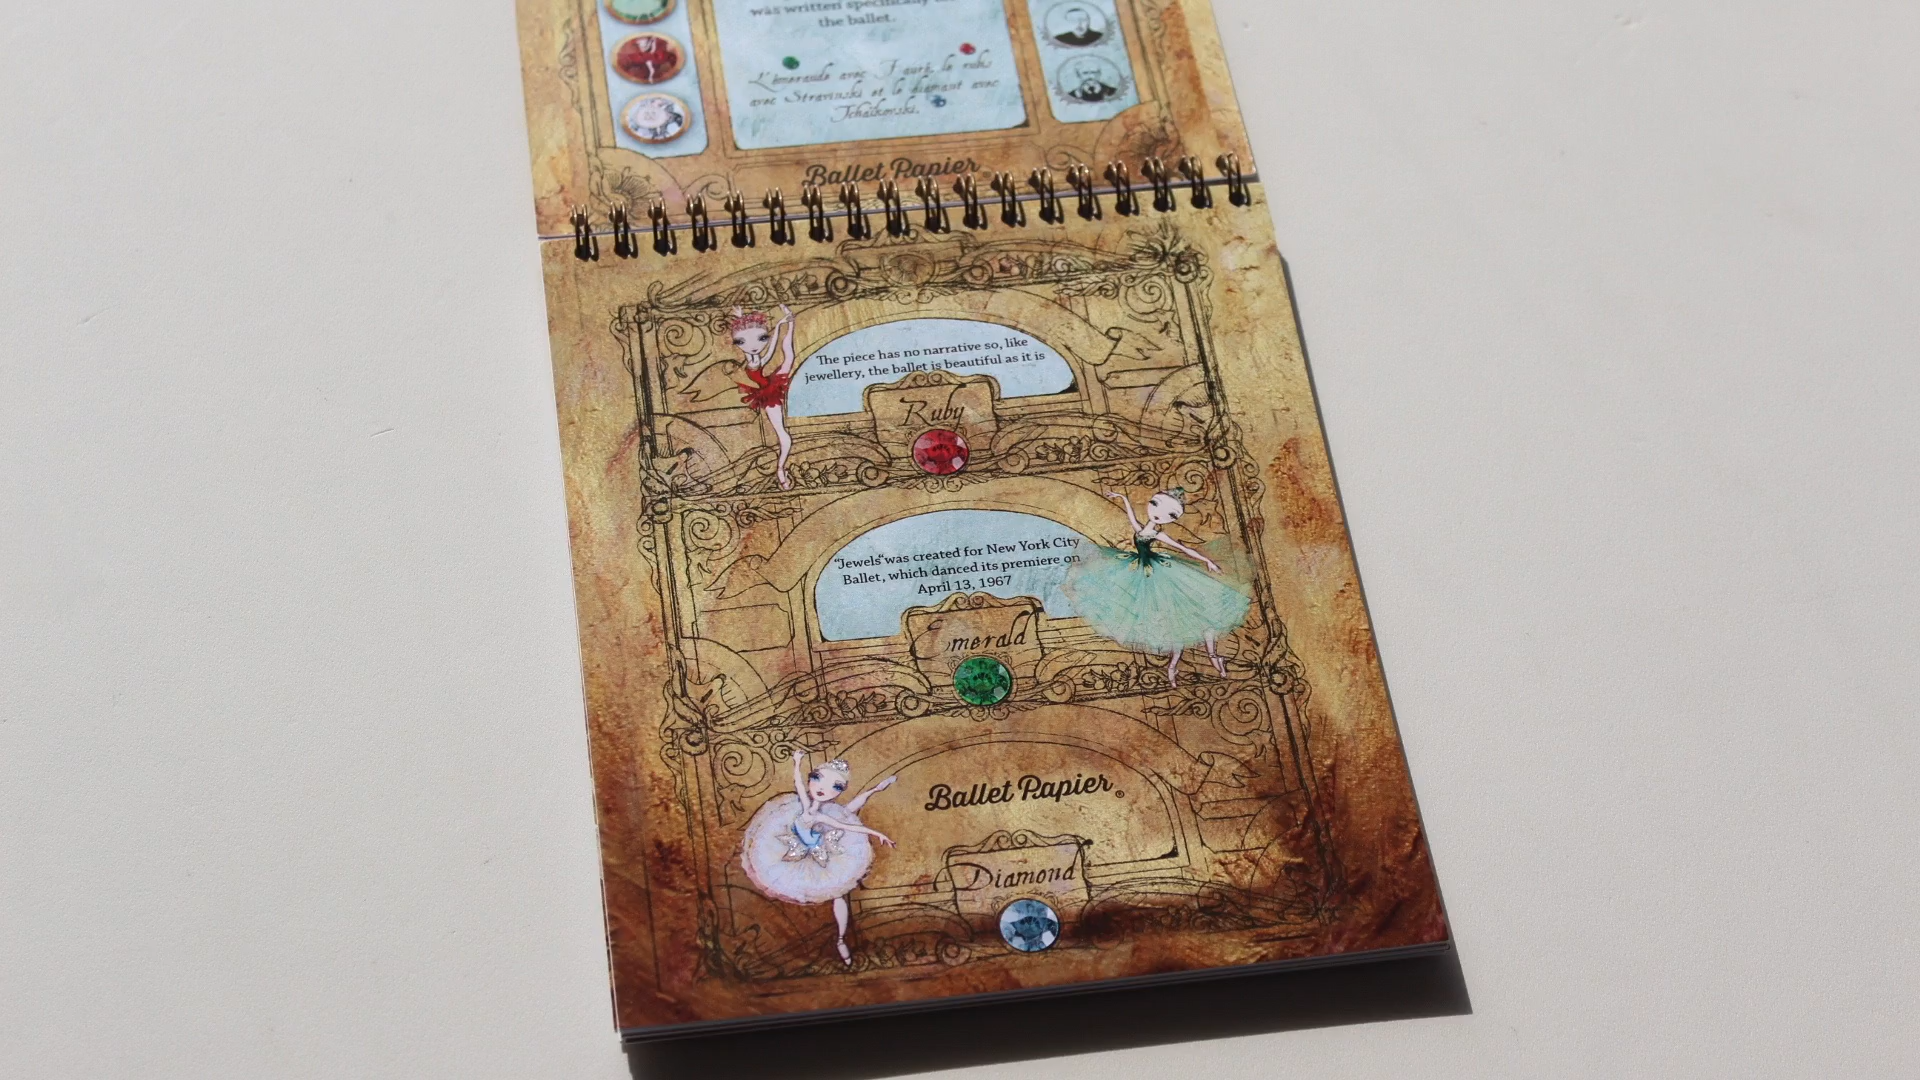 was written specifically
the ballet.
L'émeraude avec Fauré, le rubis
avec Stravinski et le diamant avec
Tchaïkovski.
Ballet Papier
The piece has no narrative so, like
jewellery, the ballet is beautiful as it is
Ruby
"Jewels"was created for New York City
Ballet, which danced its premiere on
April 13, 1967
Emerald
Ballet Papier®
Diamond